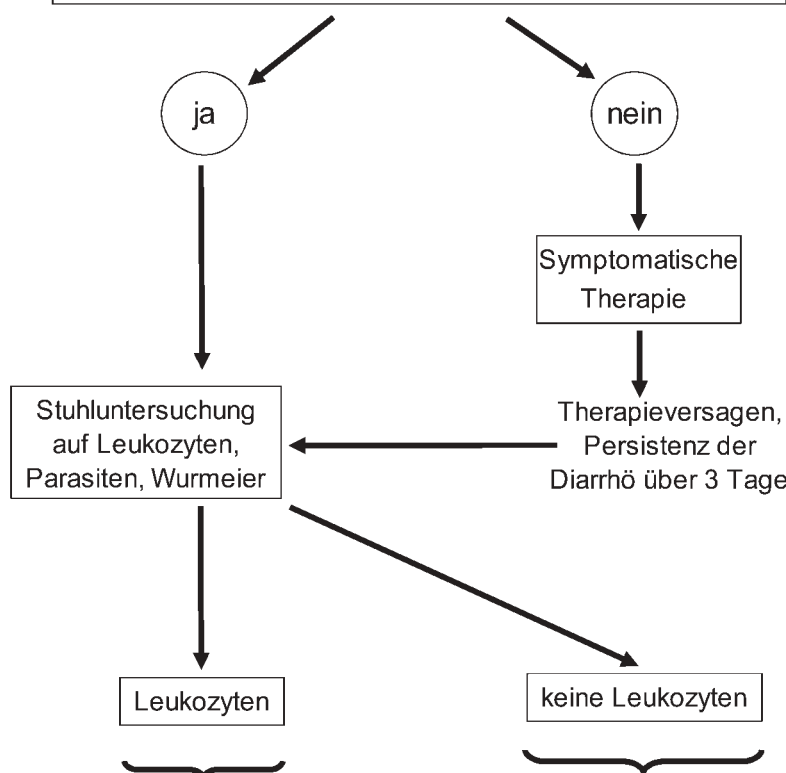 ja
nein
Symptomatische
Therapie
Stuhluntersuchung
auf Leukozyten,
Parasiten, Wurmeier
Therapieversagen,
Persistenz der
Diarrhö über 3 Tage
Leukozyten
keine Leukozyten